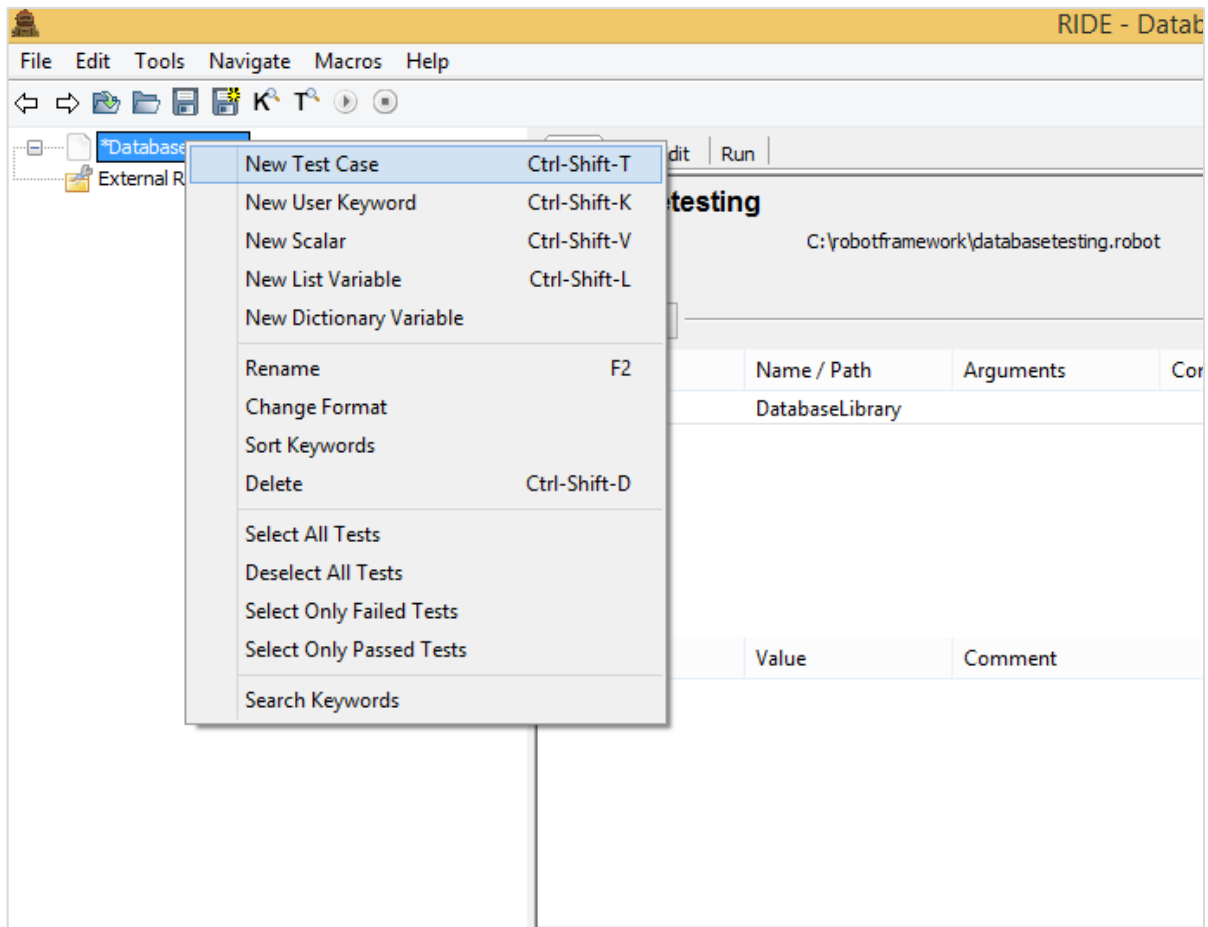 RIDE - Datab
File Edit Tools Navigate Macros Help
K T
*Database
External R
dit Run
New Test Case Ctrl-Shift-T
New User Keyword Ctrl-Shift-K
New Scalar Ctrl-Shift-V
New List Variable Ctrl-Shift-L
New Dictionary Variable
Rename F2
Change Format
Sort Keywords
Delete Ctrl-Shift-D
Select All Tests
Deselect All Tests
Select Only Failed Tests
Select Only Passed Tests
Search Keywords
etesting
C:\robotframework\databasetesting.robot
Name / Path Arguments Cor
DatabaseLibrary
Value Comment